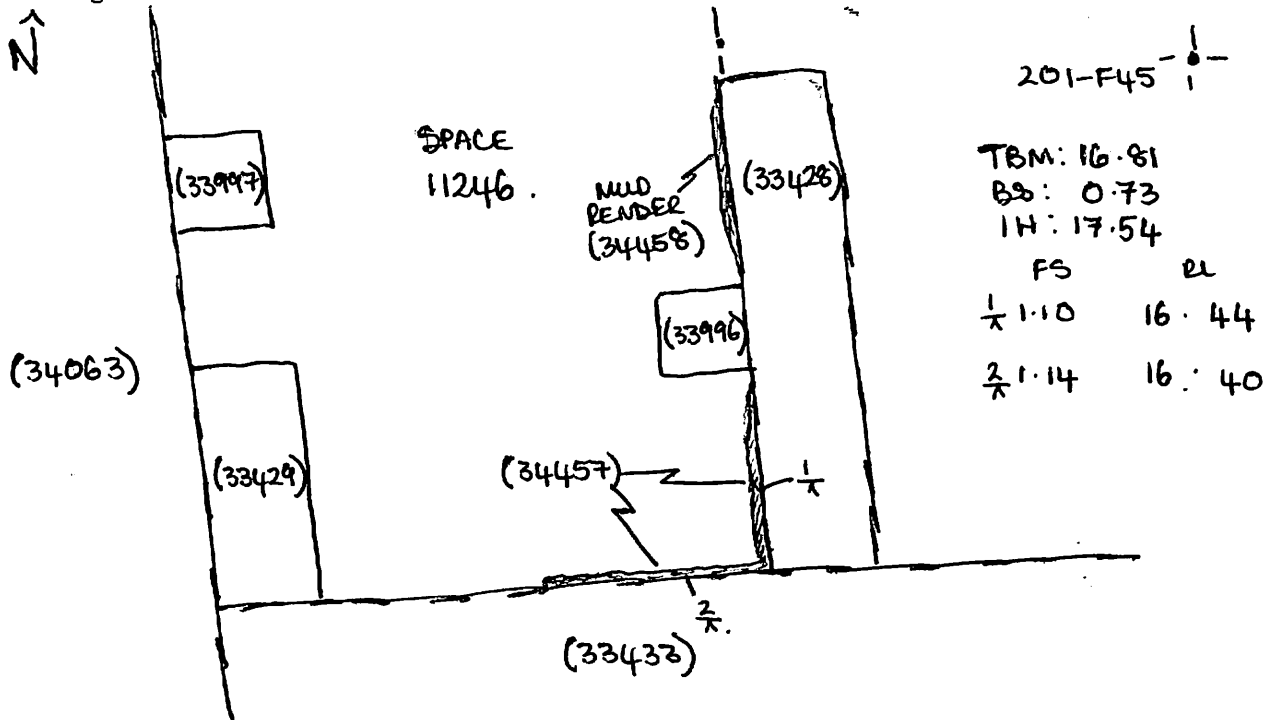 N
201-F45
SPACE
11246.
TBM: 16.81
BS: 0.73
IH: 17.54
FS RL
1/⊼ 1.10 16.44
2/⊼ 1.14 16.40
(33997)
MUD
RENDER
(34458)
(33428)
(33996)
(34063)
(33429)
(34457)
1/⊼
2/⊼.
(33433)